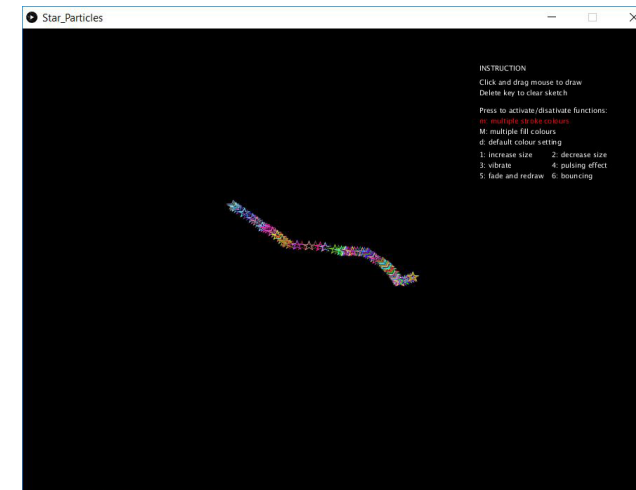 Star_Particles
INSTRUCTION
Click and drag mouse to draw
Delete key to clear sketch
Press to activate/disativate functions:
m: multiple stroke colours
M: multiple fill colours
d: default colour setting
1: increase size 2: decrease size
3: vibrate 4: pulsing effect
5: fade and redraw 6: bouncing